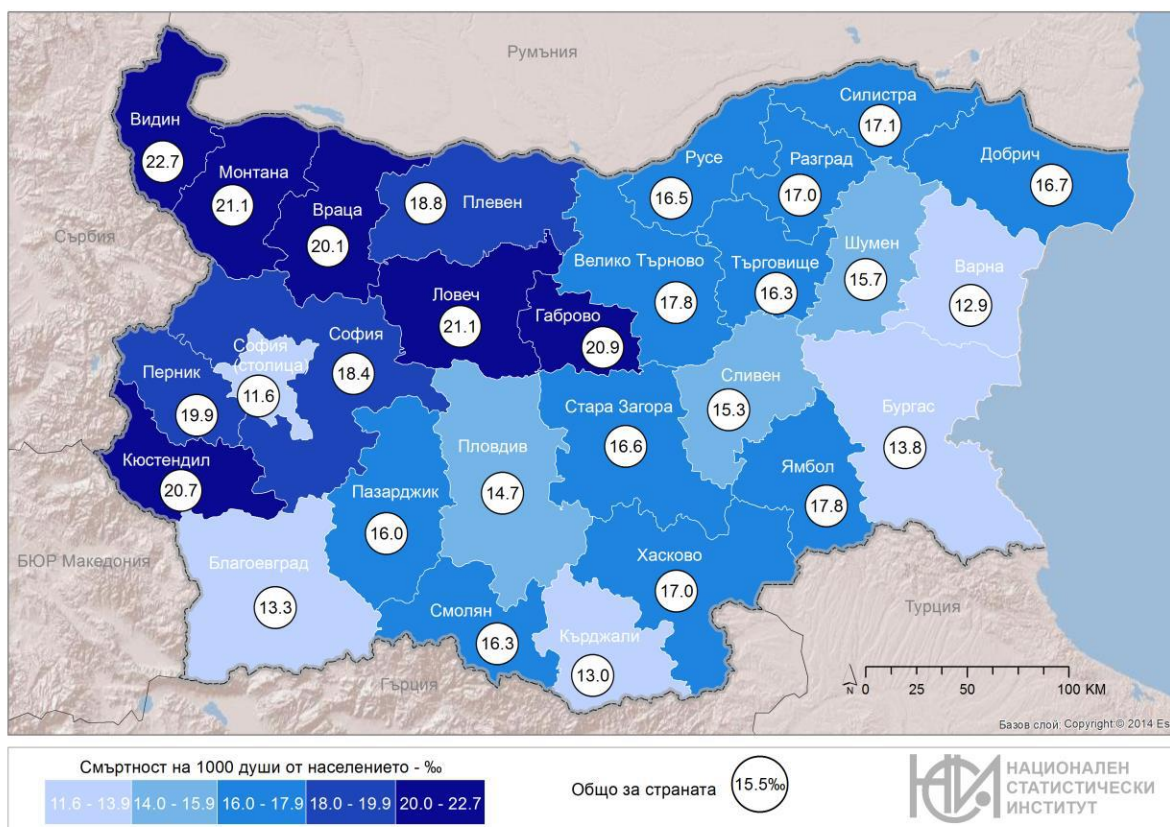 Румъния
Силистра
17.1
Видин
22.7
Русе
16.5
Разград
17.0
Добрич
16.7
Монтана
21.1
Враца
20.1
18.8
Плевен
Сърбия
Шумен
15.7
Велико Търново
17.8
Търговище
16.3
Варна
12.9
Ловеч
21.1
Габрово
20.9
София
(столица)
11.6
София
18.4
Перник
19.9
Сливен
15.3
Стара Загора
16.6
Бургас
13.8
Пловдив
14.7
Кюстендил
20.7
Ямбол
17.8
Пазарджик
16.0
БЮР Македония
Благоевград
13.3
Хасково
17.0
Смолян
16.3
Кърджали
13.0
Турция
Гърция
N 0 25 50 100 КМ
Базов слой: Copyright:© 2014 Es
Смъртност на 1000 души от населението - ‰
11.6 - 13.9 14.0 - 15.9 16.0 - 17.9 18.0 - 19.9 20.0 - 22.7
Общо за страната 15.5‰
НСИ
НАЦИОНАЛЕН
СТАТИСТИЧЕСКИ
ИНСТИТУТ